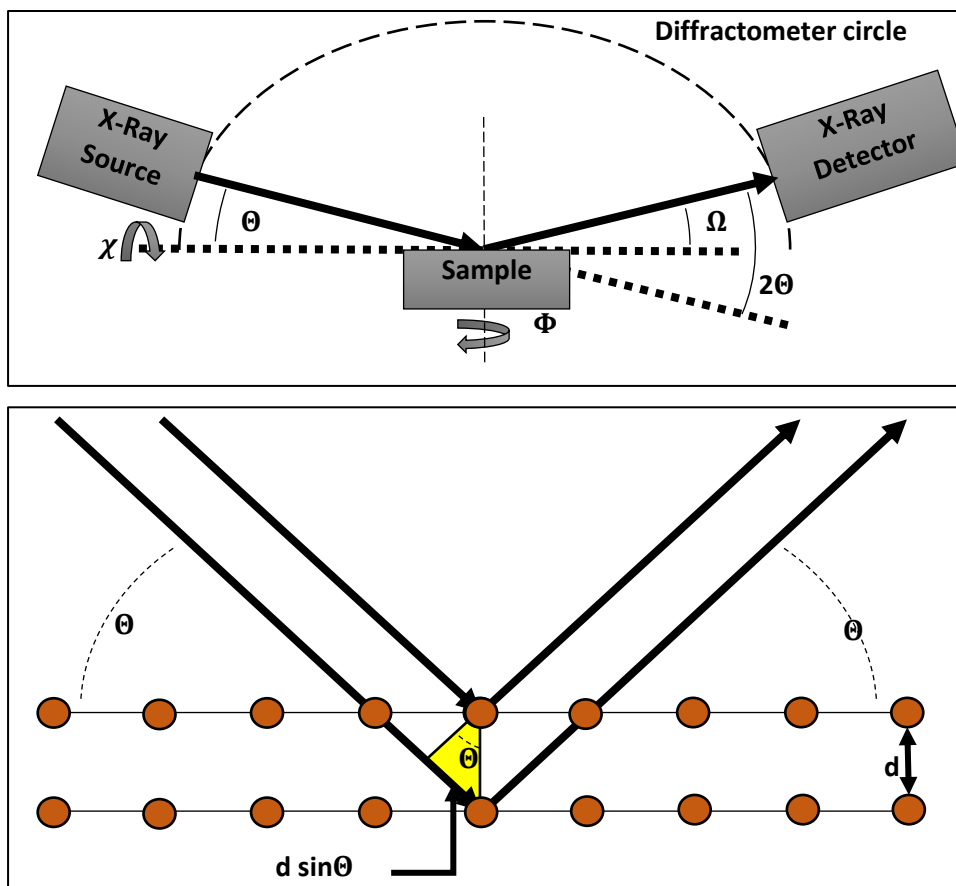 Diffractometer circle
X-Ray
Source
X-Ray
Detector
Θ
Ω
χ
Sample
2Θ
Φ
Θ
Θ
Θ
d
d sinΘ